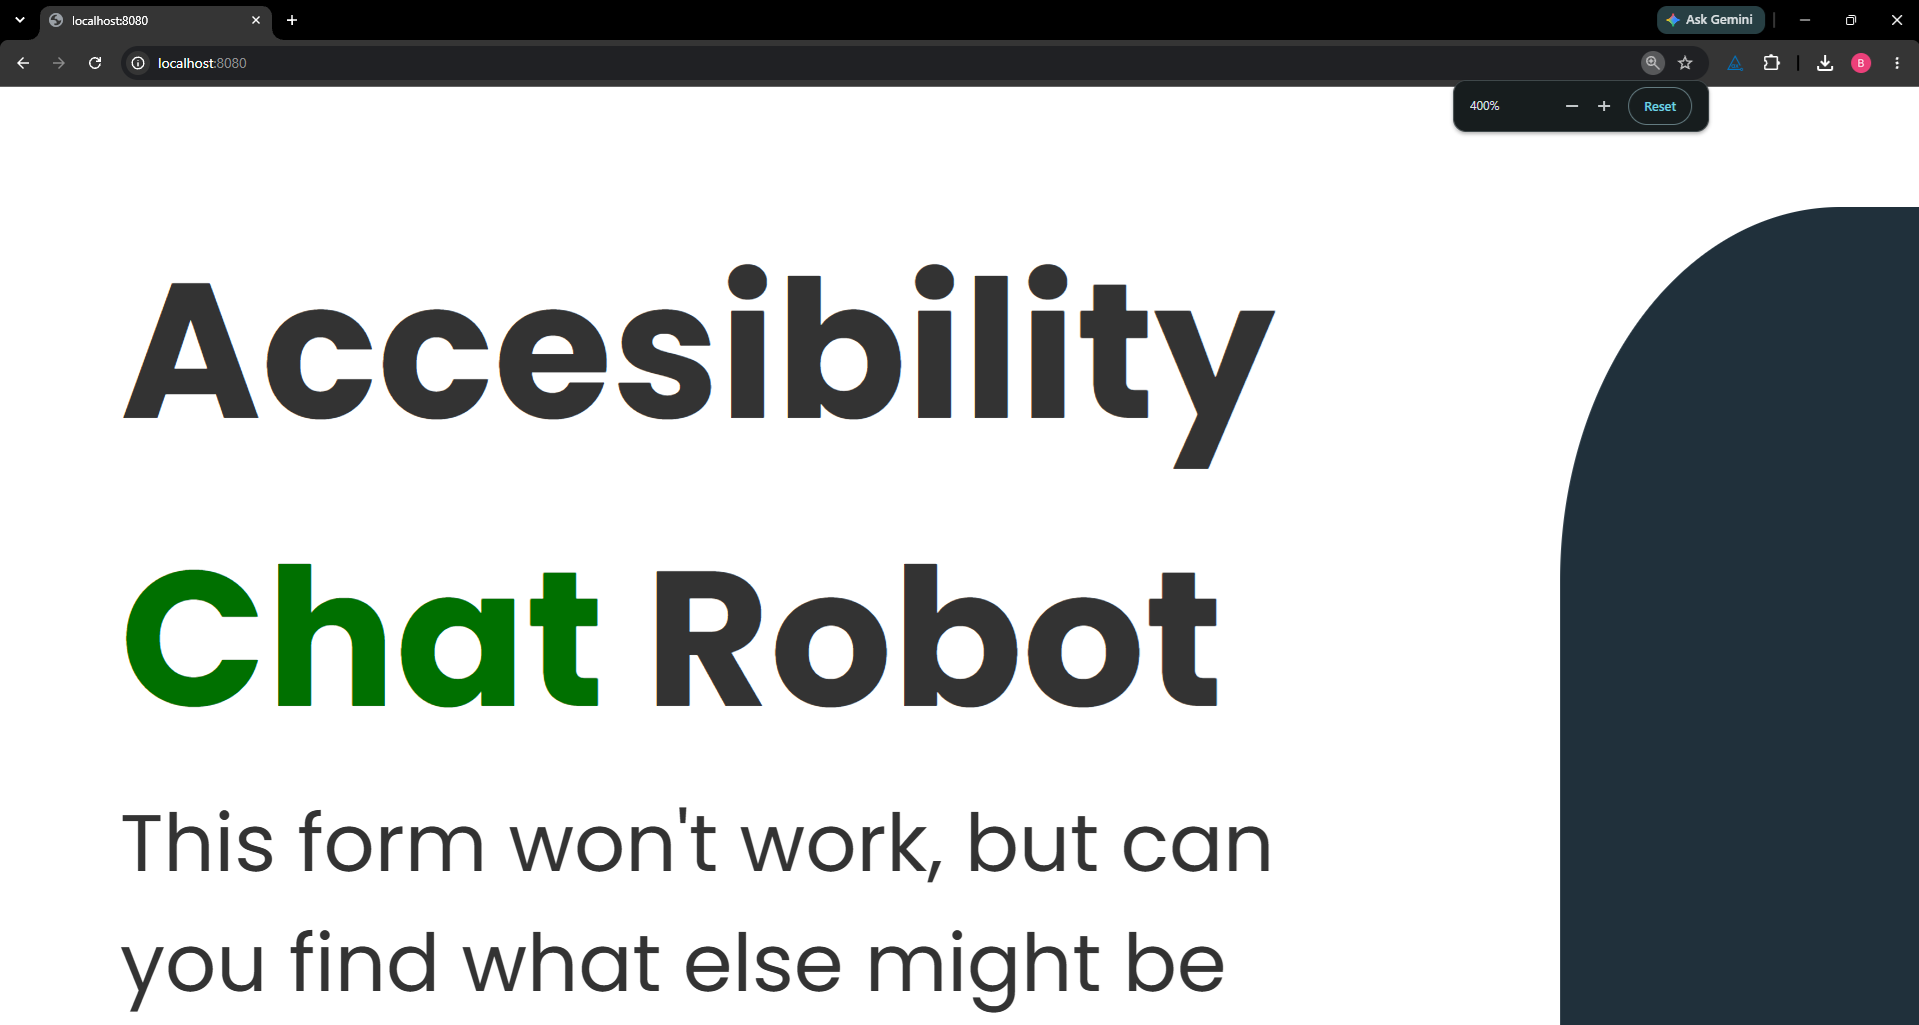 localhost:8080
Ask Gemini
localhost:8080
B
400%
Reset
Accesibility
Chat Robot
This form won't work, but can
you find what else might be